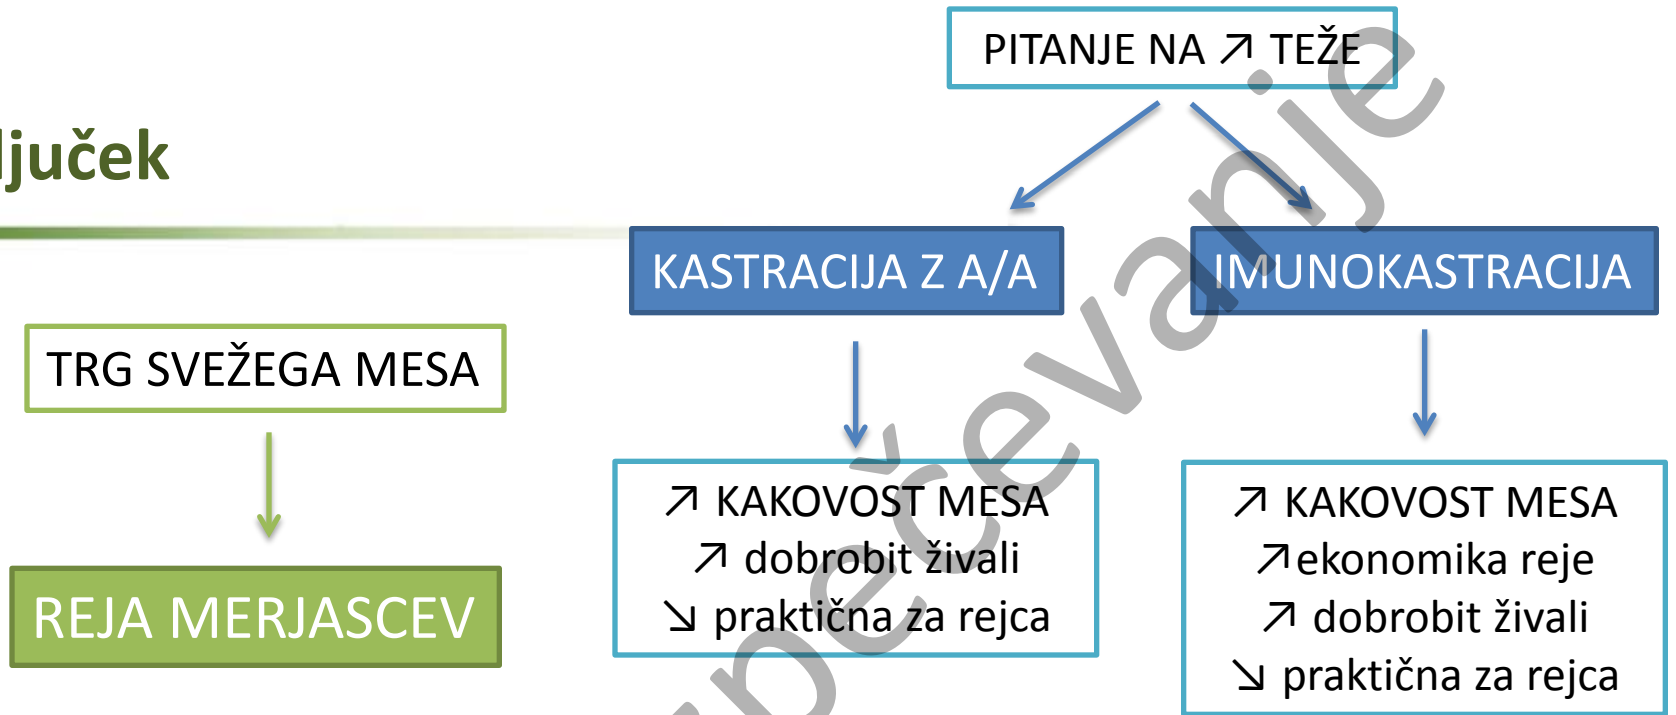 PITANJE NA ↗ TEŽE
ljuček
KASTRACIJA Z A/A
IMUNOKASTRACIJA
TRG SVEŽEGA MESA
REJA MERJASCEV
↗ KAKOVOST MESA
↗ dobrobit živali
↘ praktična za rejca
↗ KAKOVOST MESA
↗ekonomika reje
↗ dobrobit živali
↘ praktična za rejca
pečevanje